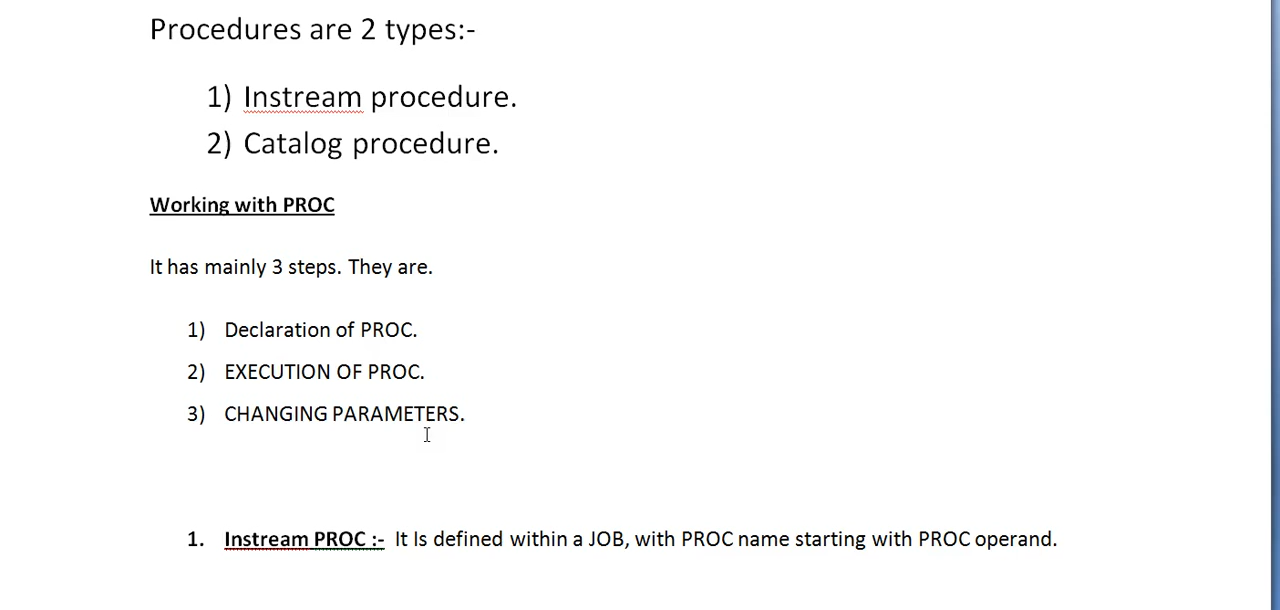 Procedures are 2 types:-
1) Instream procedure.
2) Catalog procedure.
Working with PROC
It has mainly 3 steps. They are.
1) Declaration of PROC.
2) EXECUTION OF PROC.
3) CHANGING PARAMETERS.
1. Instream PROC :- It Is defined within a JOB, with PROC name starting with PROC operand.